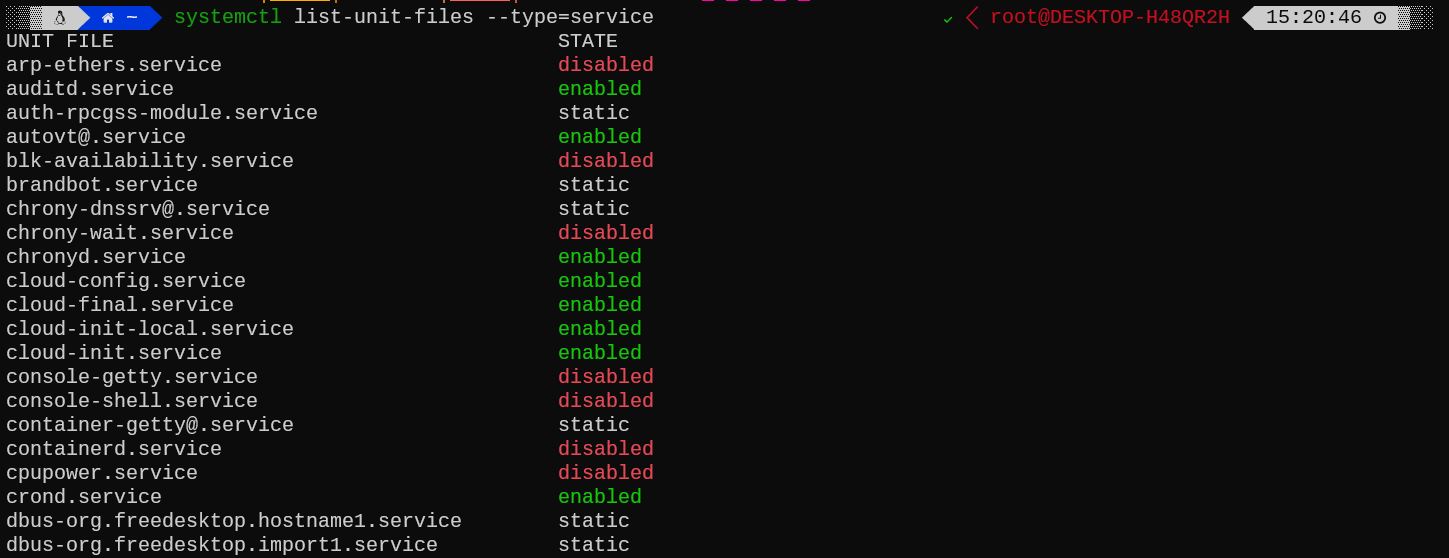 ~ systemctl list-unit-files --type=service root@DESKTOP-H48QR2H 15:20:46
UNIT FILE STATE
arp-ethers.service disabled
auditd.service enabled
auth-rpcgss-module.service static
autovt@.service enabled
blk-availability.service disabled
brandbot.service static
chrony-dnssrv@.service static
chrony-wait.service disabled
chronyd.service enabled
cloud-config.service enabled
cloud-final.service enabled
cloud-init-local.service enabled
cloud-init.service enabled
console-getty.service disabled
console-shell.service disabled
container-getty@.service static
containerd.service disabled
cpupower.service disabled
crond.service enabled
dbus-org.freedesktop.hostname1.service static
dbus-org.freedesktop.import1.service static